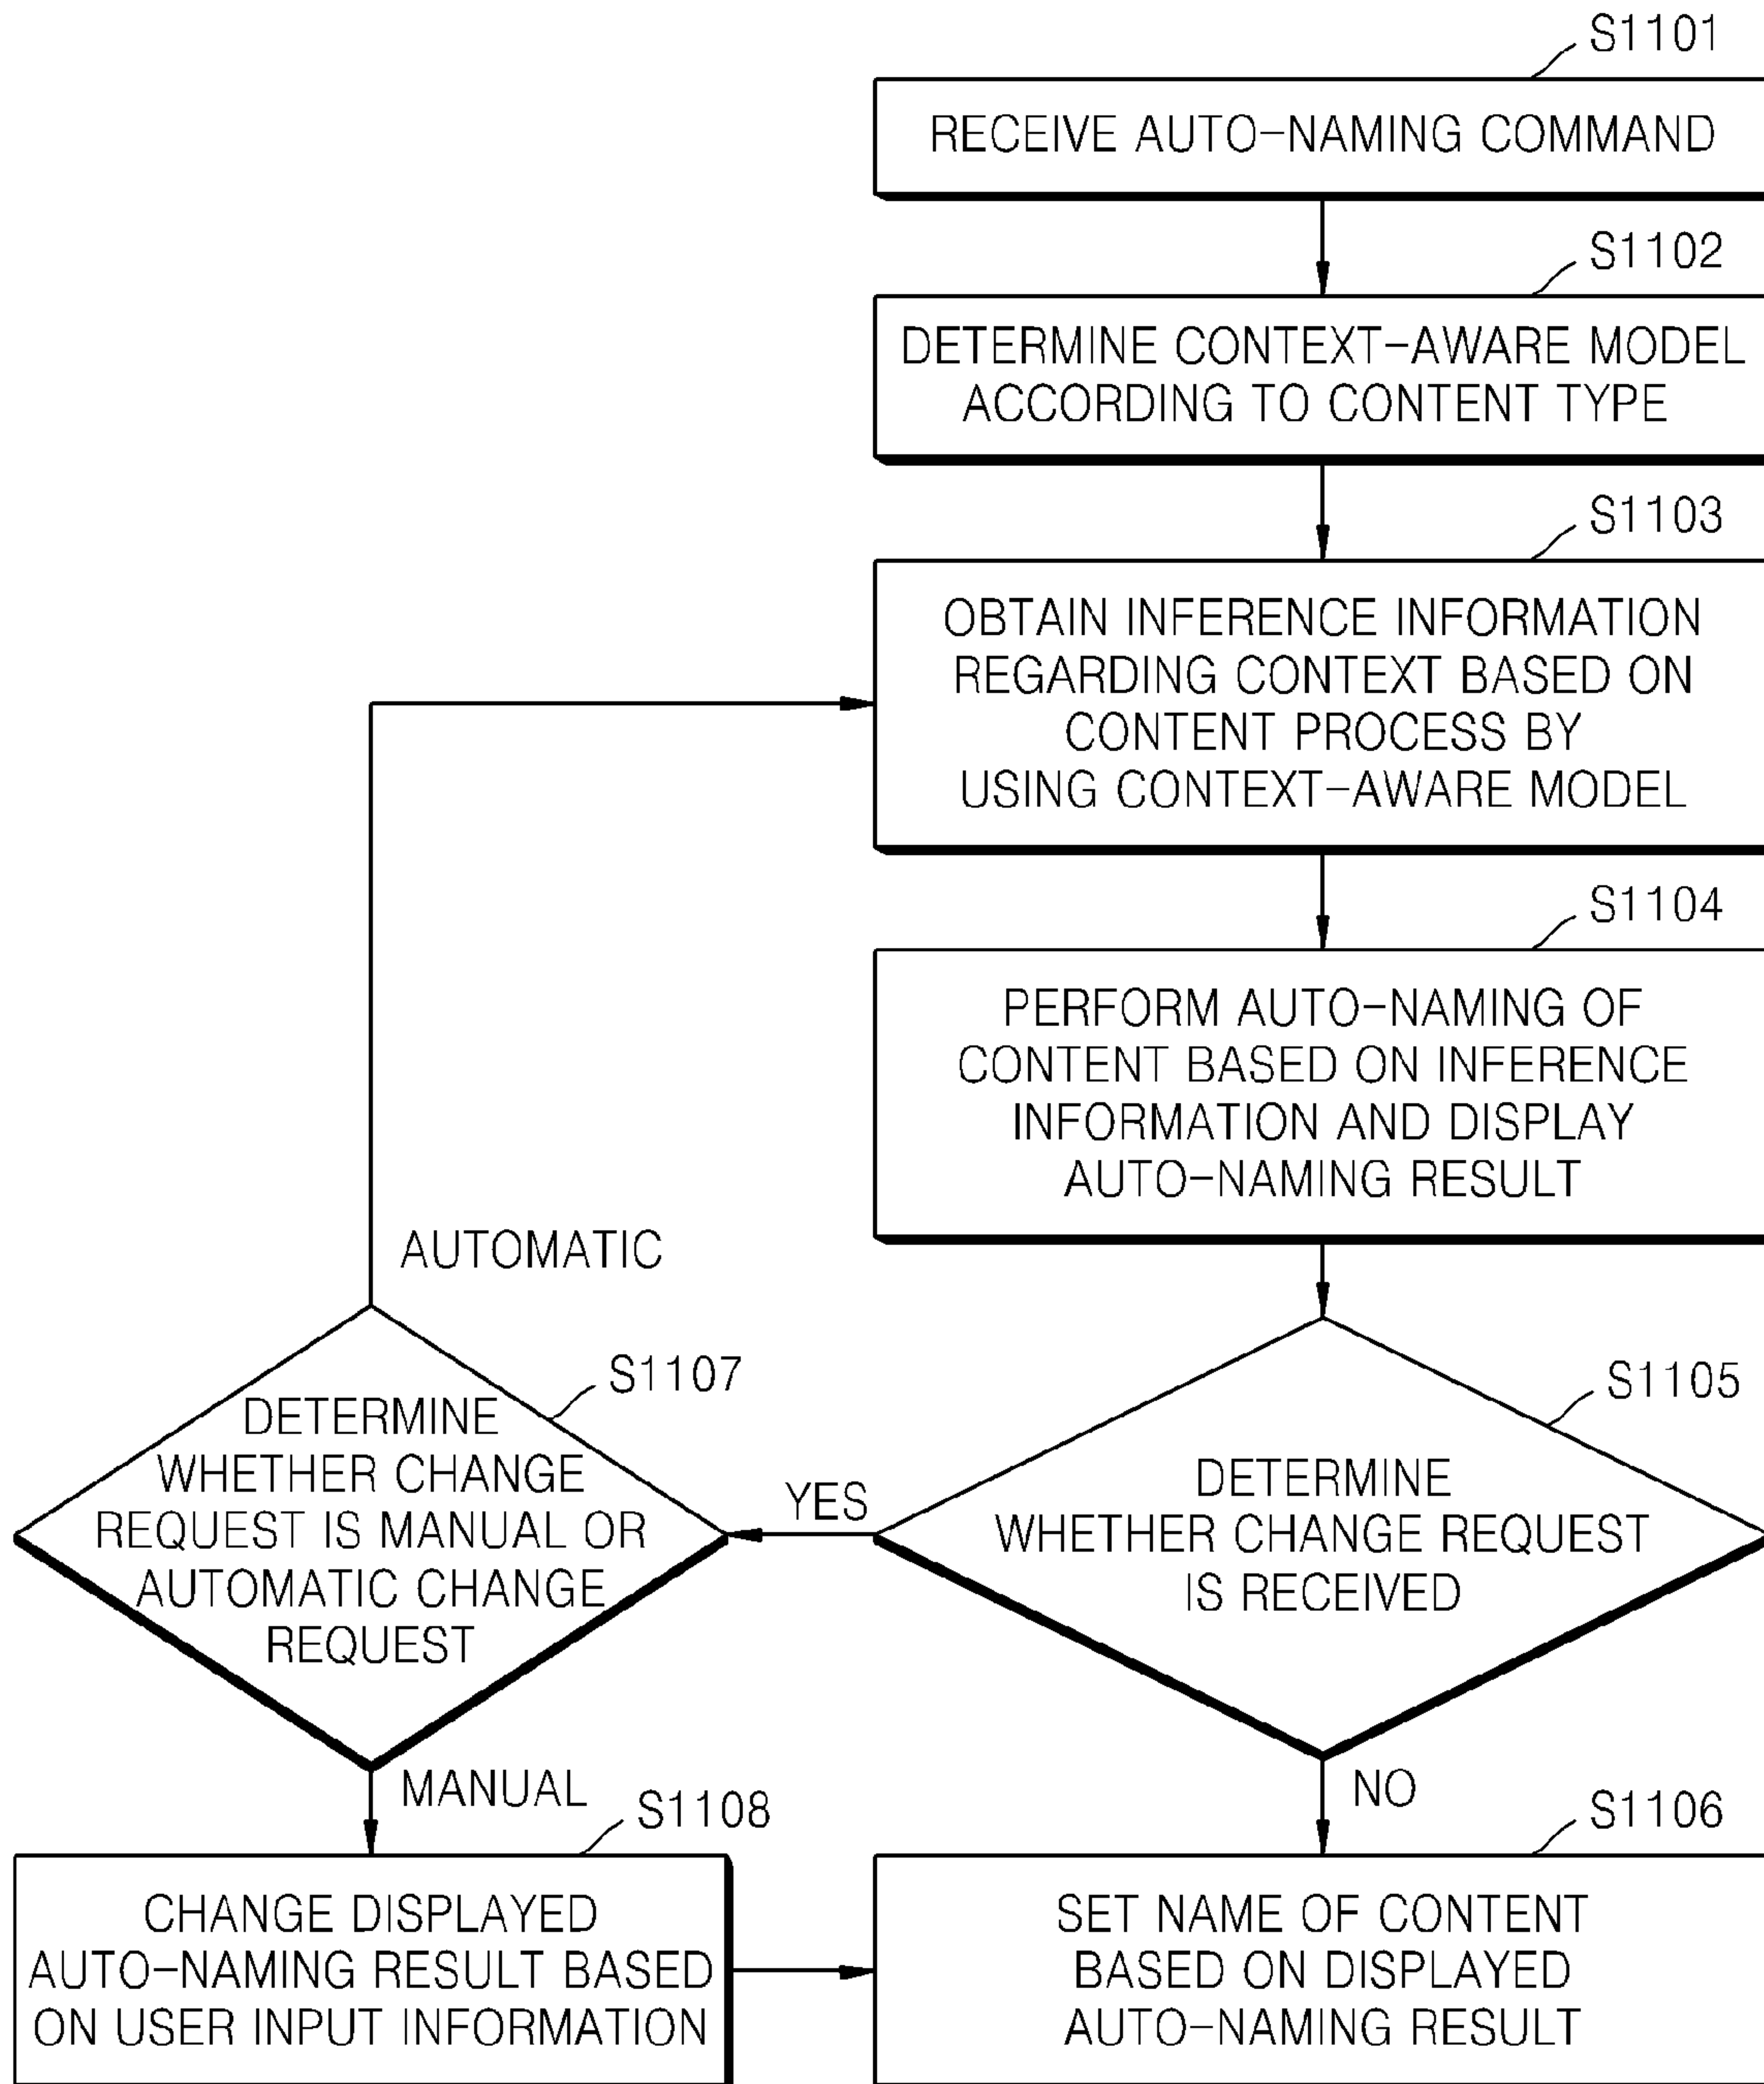 S1101
RECEIVE AUTO-NAMING COMMAND
S1102
DETERMINE CONTEXT-AWARE MODEL
ACCORDING TO CONTENT TYPE
S1103
OBTAIN INFERENCE INFORMATION
REGARDING CONTEXT BASED ON
CONTENT PROCESS BY
USING CONTEXT-AWARE MODEL
S1104
PERFORM AUTO-NAMING OF
CONTENT BASED ON INFERENCE
INFORMATION AND DISPLAY
AUTO-NAMING RESULT
AUTOMATIC
S1107
DETERMINE
WHETHER CHANGE
REQUEST IS MANUAL OR
AUTOMATIC CHANGE
REQUEST
YES
S1105
DETERMINE
WHETHER CHANGE REQUEST
IS RECEIVED
MANUAL
NO
S1108
CHANGE DISPLAYED
AUTO-NAMING RESULT BASED
ON USER INPUT INFORMATION
S1106
SET NAME OF CONTENT
BASED ON DISPLAYED
AUTO-NAMING RESULT